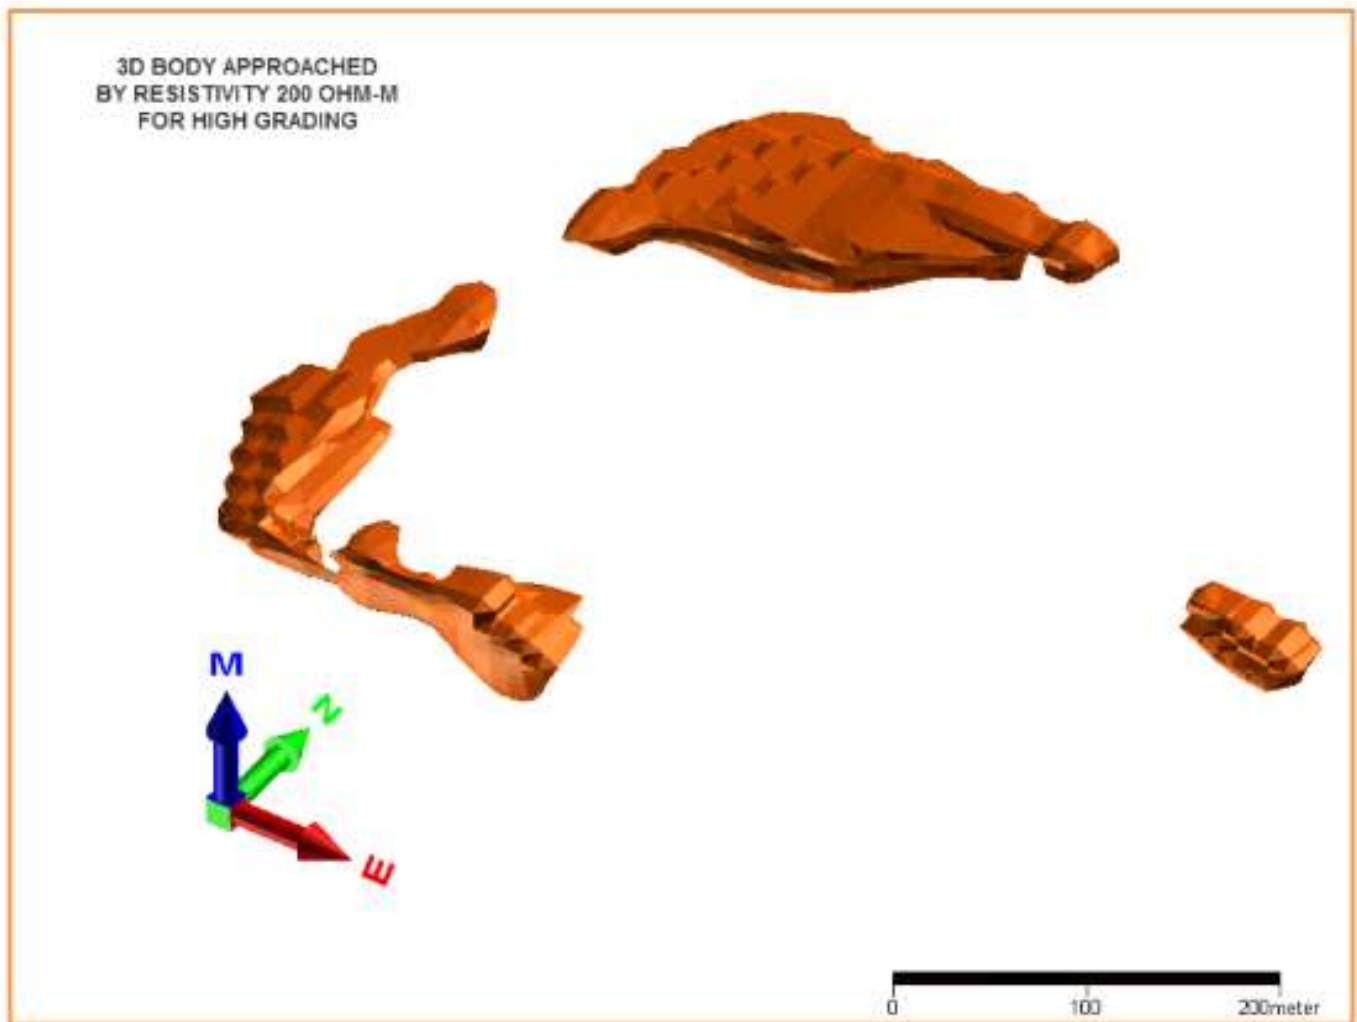 3D BODY APPROACHED
BY RESISTIVITY 200 OHM-M
FOR HIGH GRADING
M
N
E
0 100 200meter